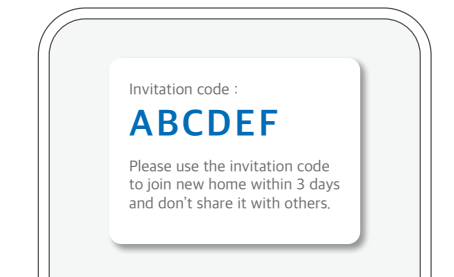 Invitation code :
ABCDEF
Please use the invitation code
to join new home within 3 days
and don't share it with others.